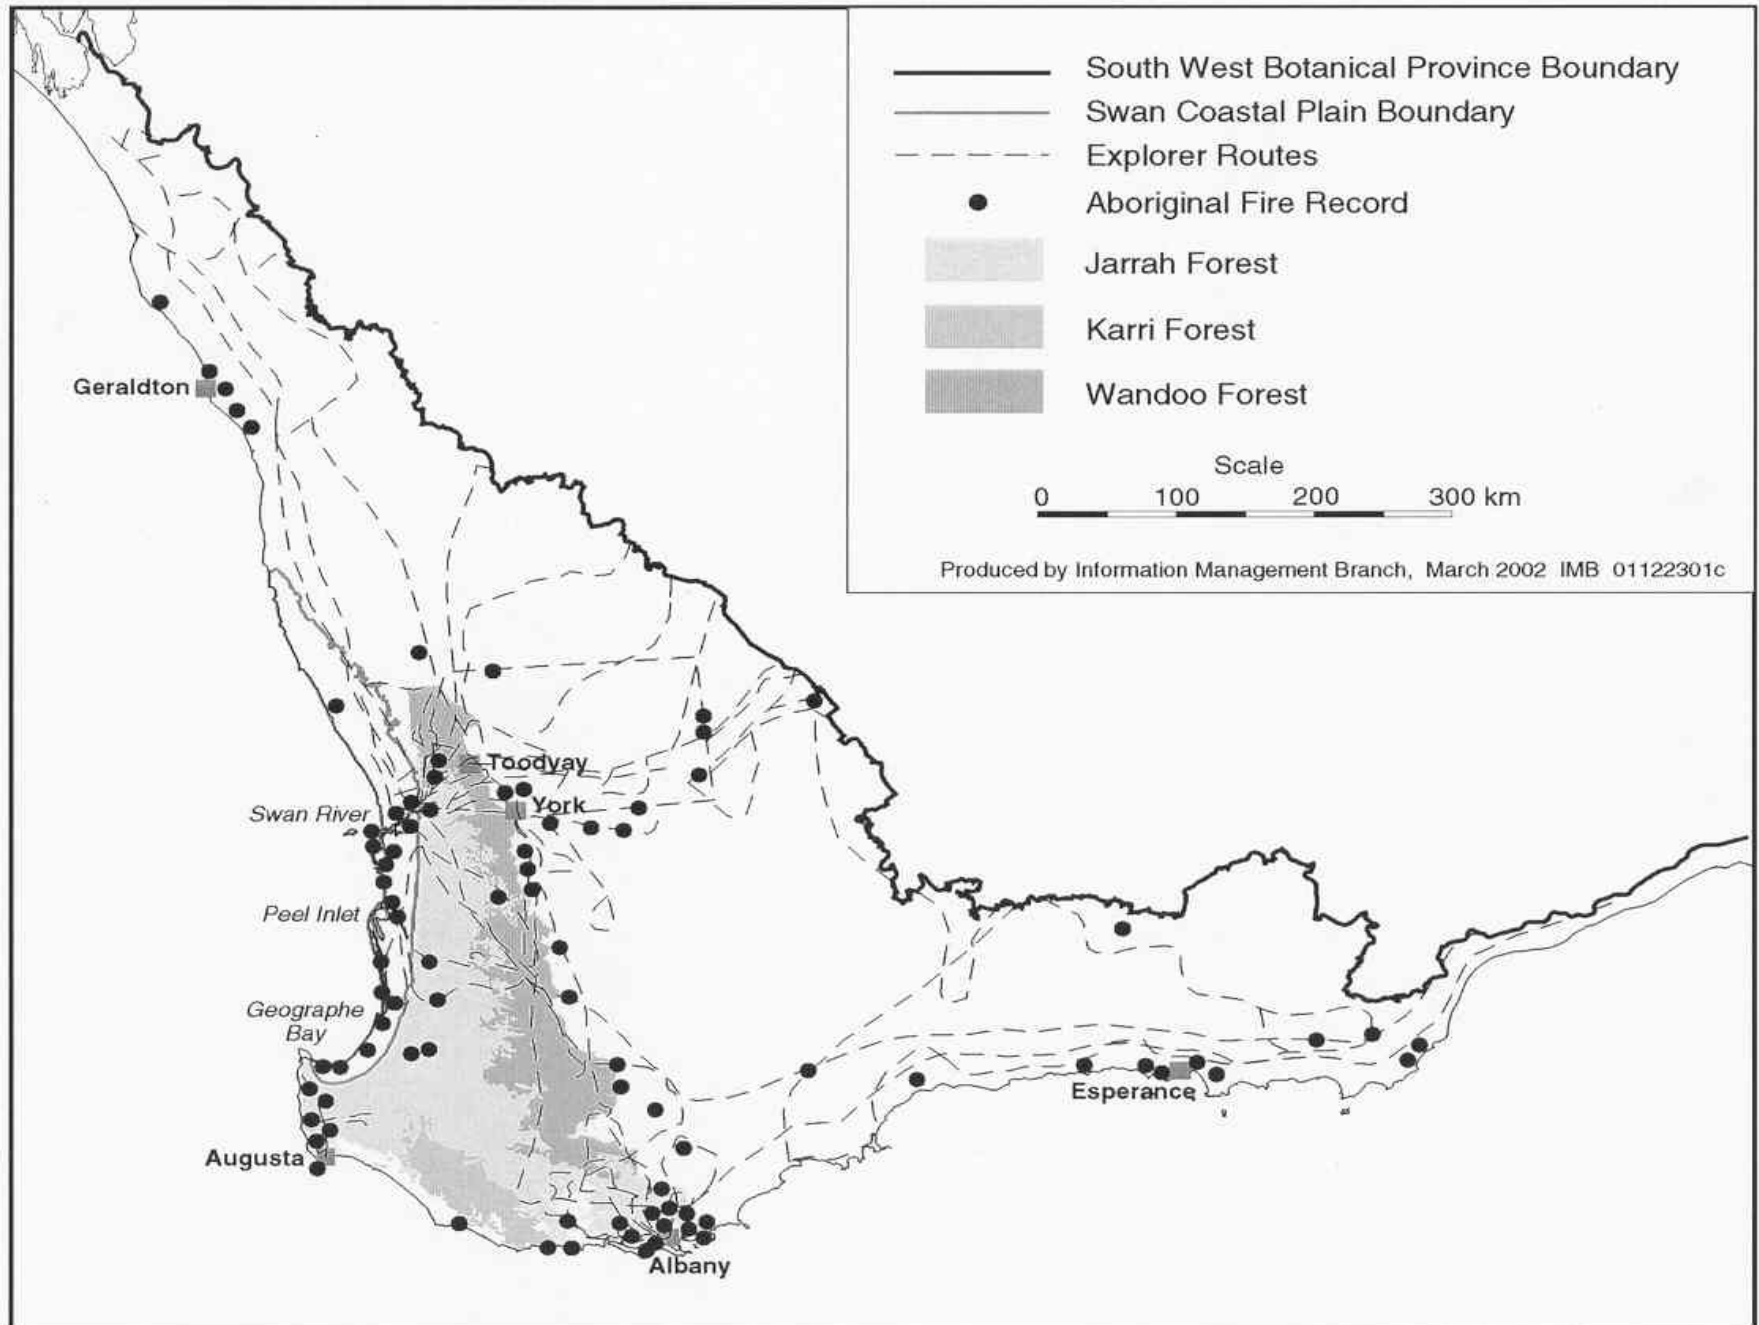 South West Botanical Province Boundary
Swan Coastal Plain Boundary
Explorer Routes
Aboriginal Fire Record
Jarrah Forest
Karri Forest
Wandoo Forest
Scale
0 100 200 300 km
Produced by Information Management Branch, March 2002 IMB 01122301c
Geraldton
Toodyay
York
Swan River
Peel Inlet
Geographe
Bay
Esperance
Augusta
Albany